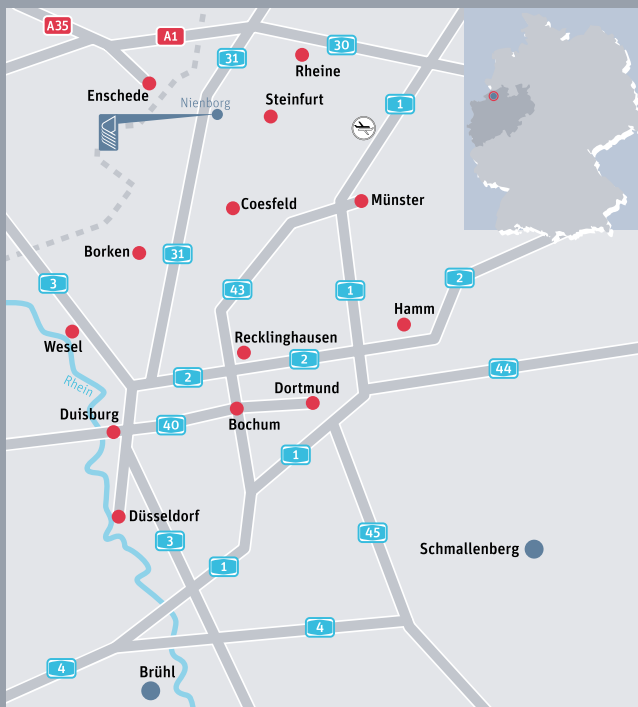 A35
A1
30
31
Rheine
Enschede
Nienborg
Steinfurt
1
Coesfeld
Münster
Borken
31
3
43
1
2
Hamm
Wesel
Recklinghausen
2
2
44
Rhein
Dortmund
Duisburg
40
Bochum
1
Düsseldorf
3
45
Schmallenberg
1
4
4
Brühl